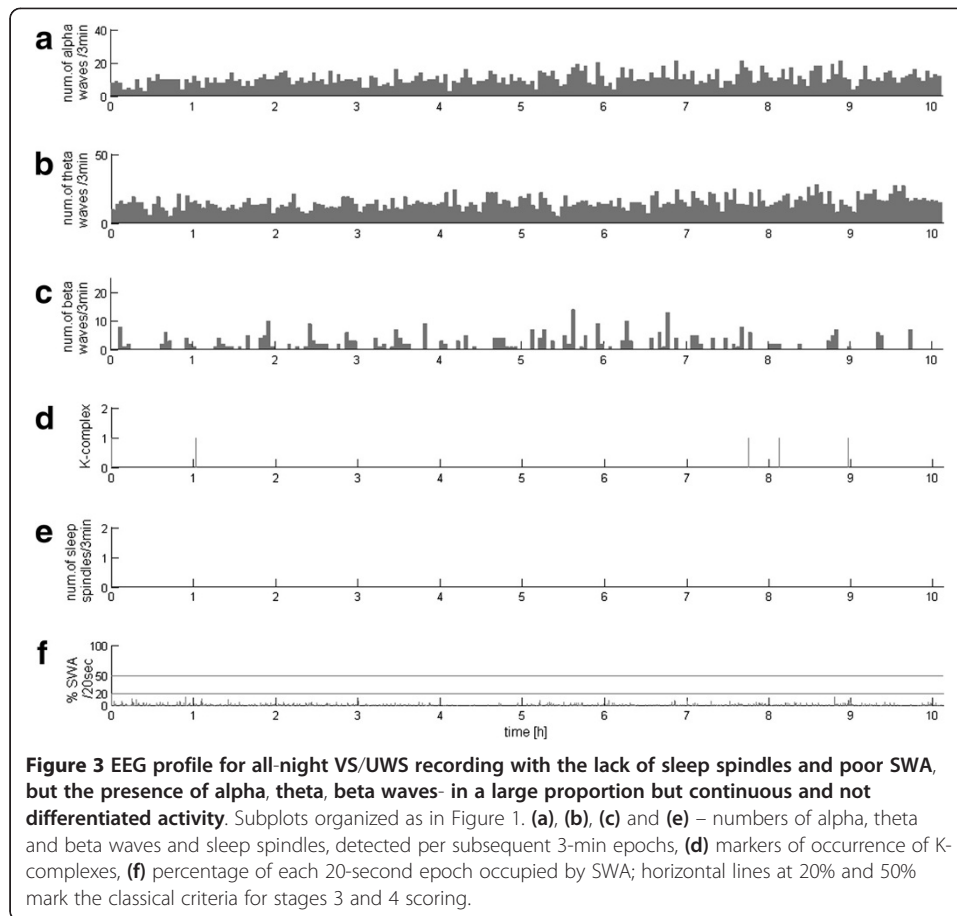 a
num.of alpha
waves /3min
40
20
0
0 1 2 3 4 5 6 7 8 9 10
b
num.of theta
waves /3min
50
0
0 1 2 3 4 5 6 7 8 9 10
c
num.of beta
waves/3min
20
10
0
0 1 2 3 4 5 6 7 8 9 10
d
K-complex
2
1
0
0 1 2 3 4 5 6 7 8 9 10
e
num.of sleep
spindles/3min
2
1
0
0 1 2 3 4 5 6 7 8 9 10
f
% SWA
/20sec
100
50
20
0
0 1 2 3 4 5 6 7 8 9 10
time [h]
Figure 3 EEG profile for all-night VS/UWS recording with the lack of sleep spindles and poor SWA,
but the presence of alpha, theta, beta waves- in a large proportion but continuous and not
differentiated activity. Subplots organized as in Figure 1. (a), (b), (c) and (e) – numbers of alpha, theta
and beta waves and sleep spindles, detected per subsequent 3-min epochs, (d) markers of occurrence of K-
complexes, (f) percentage of each 20-second epoch occupied by SWA; horizontal lines at 20% and 50%
mark the classical criteria for stages 3 and 4 scoring.